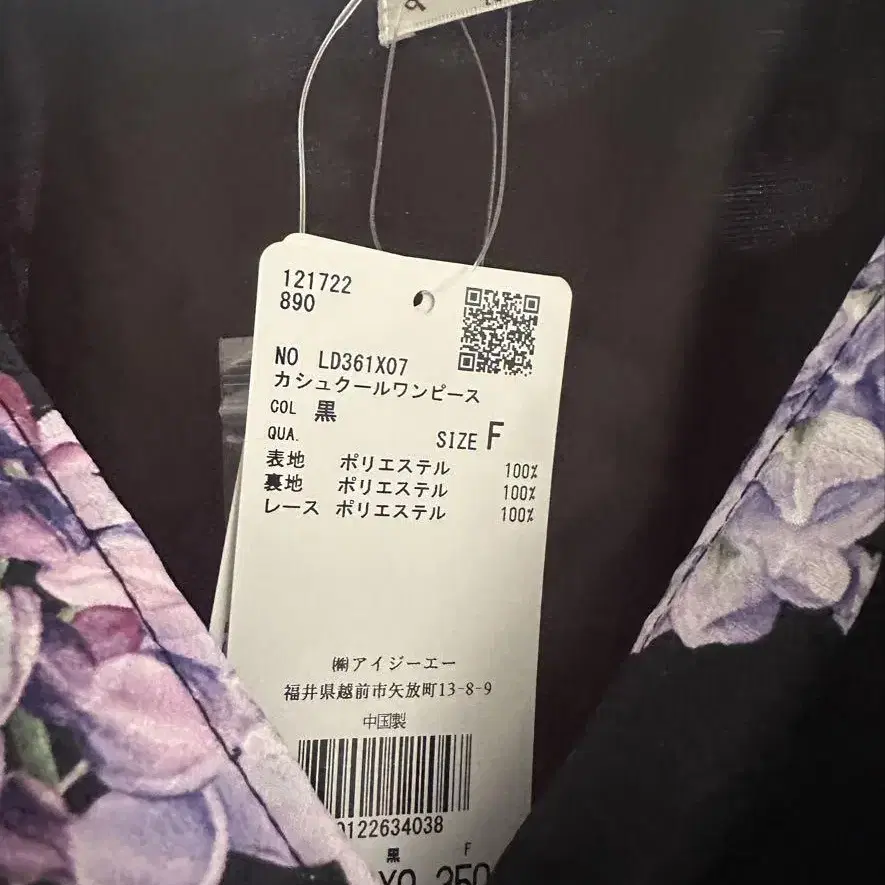 121722
890
NO LD361X07
カシュクールワンピース
COL 黒
QUA. SIZE F
表地 ポリエステル 100%
裏地 ポリエステル 100%
レース ポリエステル 100%
㈱アイジーエー
福井県越前市矢放町13-8-9
中国製
0122634038
黒 F